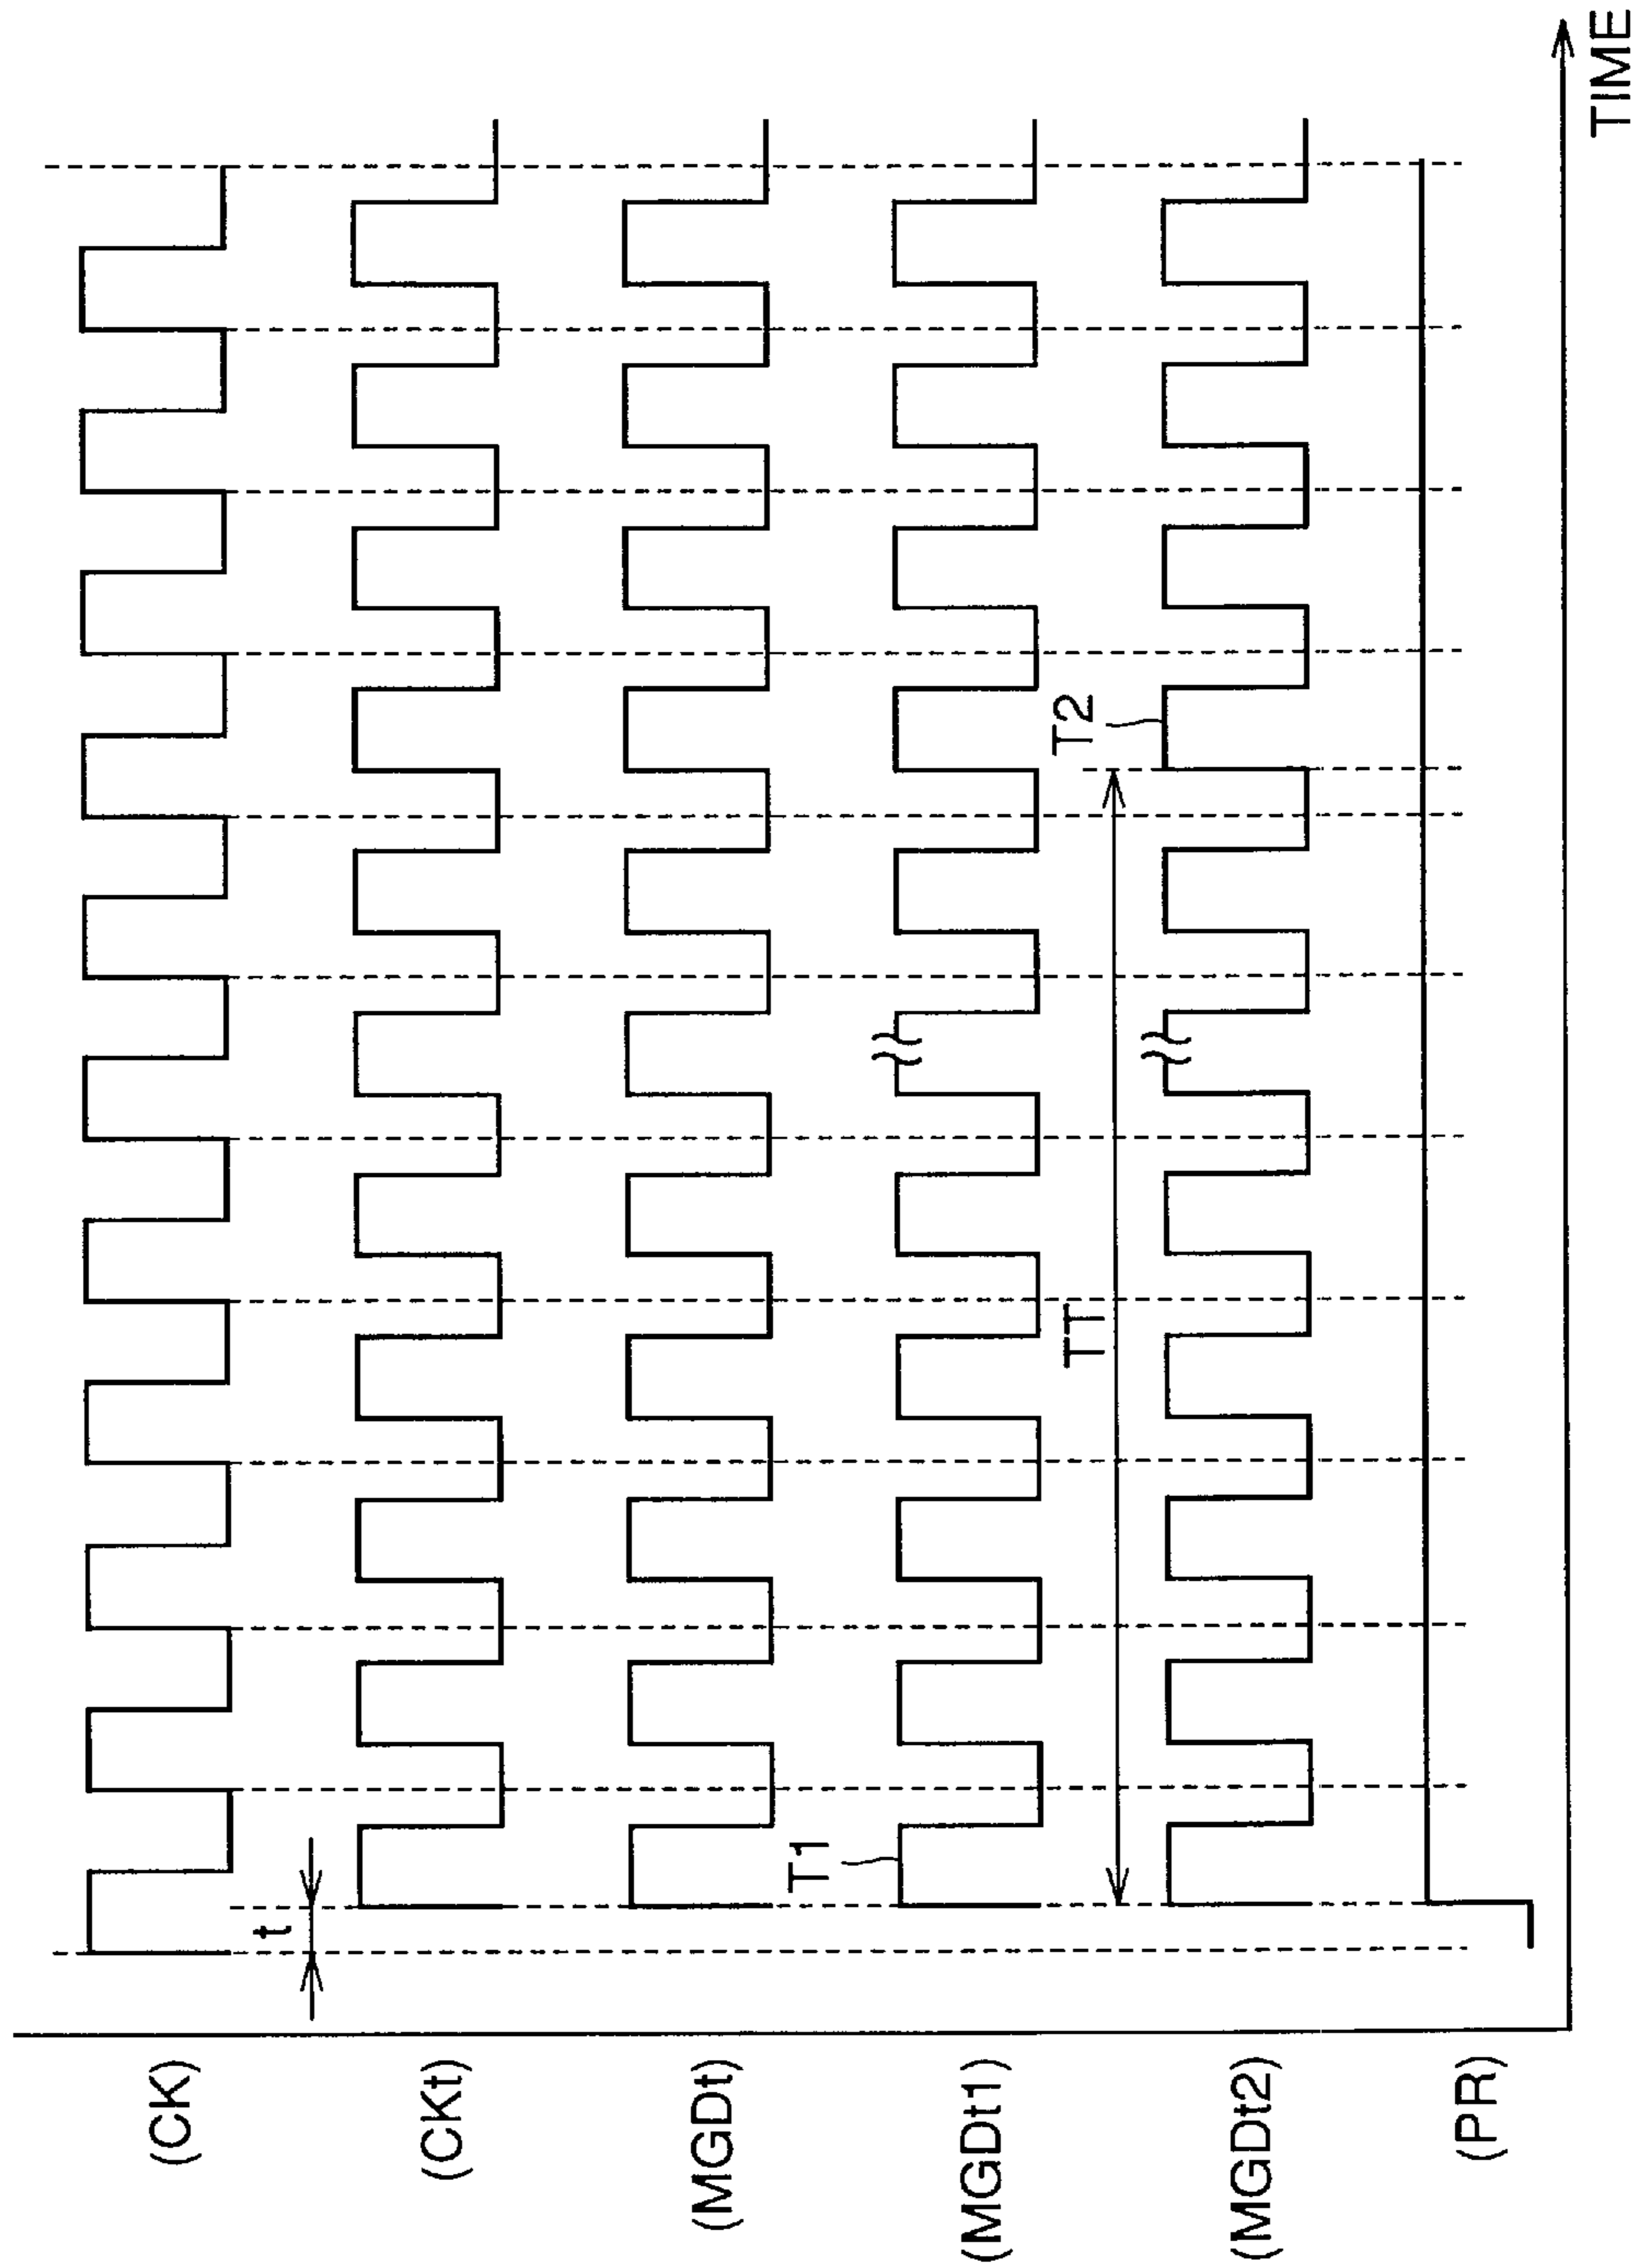 (CK)
t
(CKt)
(MGDt)
T1
(MGDt1)
TT
T2
(MGDt2)
(PR)
TIME